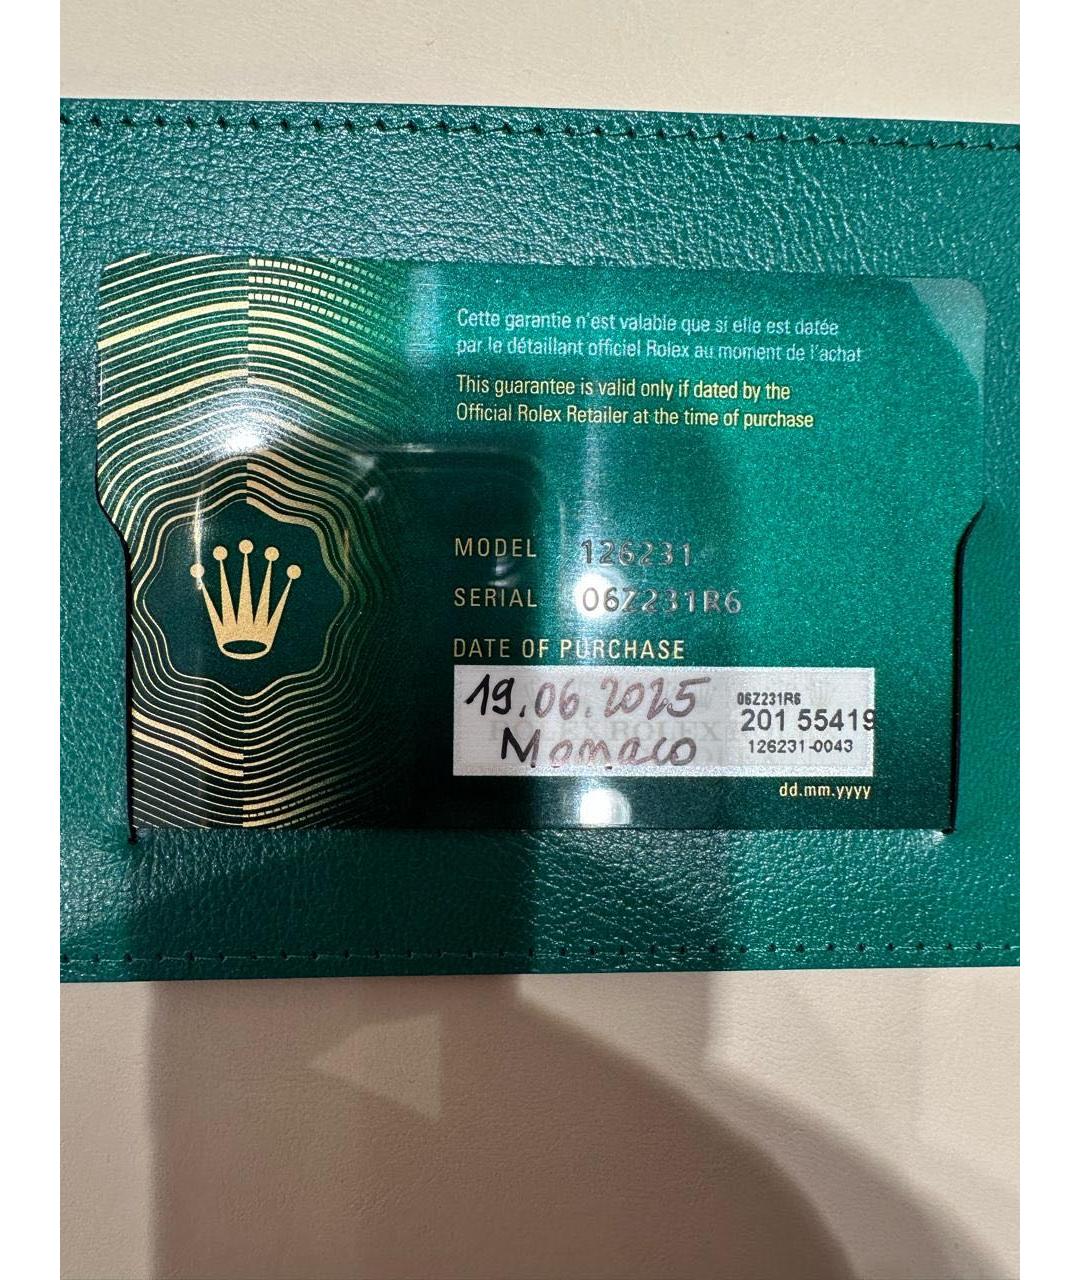 Cette garantie n'est valable que si elle est datée
par le détaillant officiel Rolex au moment de l'achat
This guarantee is valid only if dated by the
Official Rolex Retailer at the time of purchase
MODEL 126231
SERIAL 06Z231R6
DATE OF PURCHASE
19.06.2025
Monaco
ROLEX
06Z231R6
201 55419
126231-0043
dd.mm.yyyy